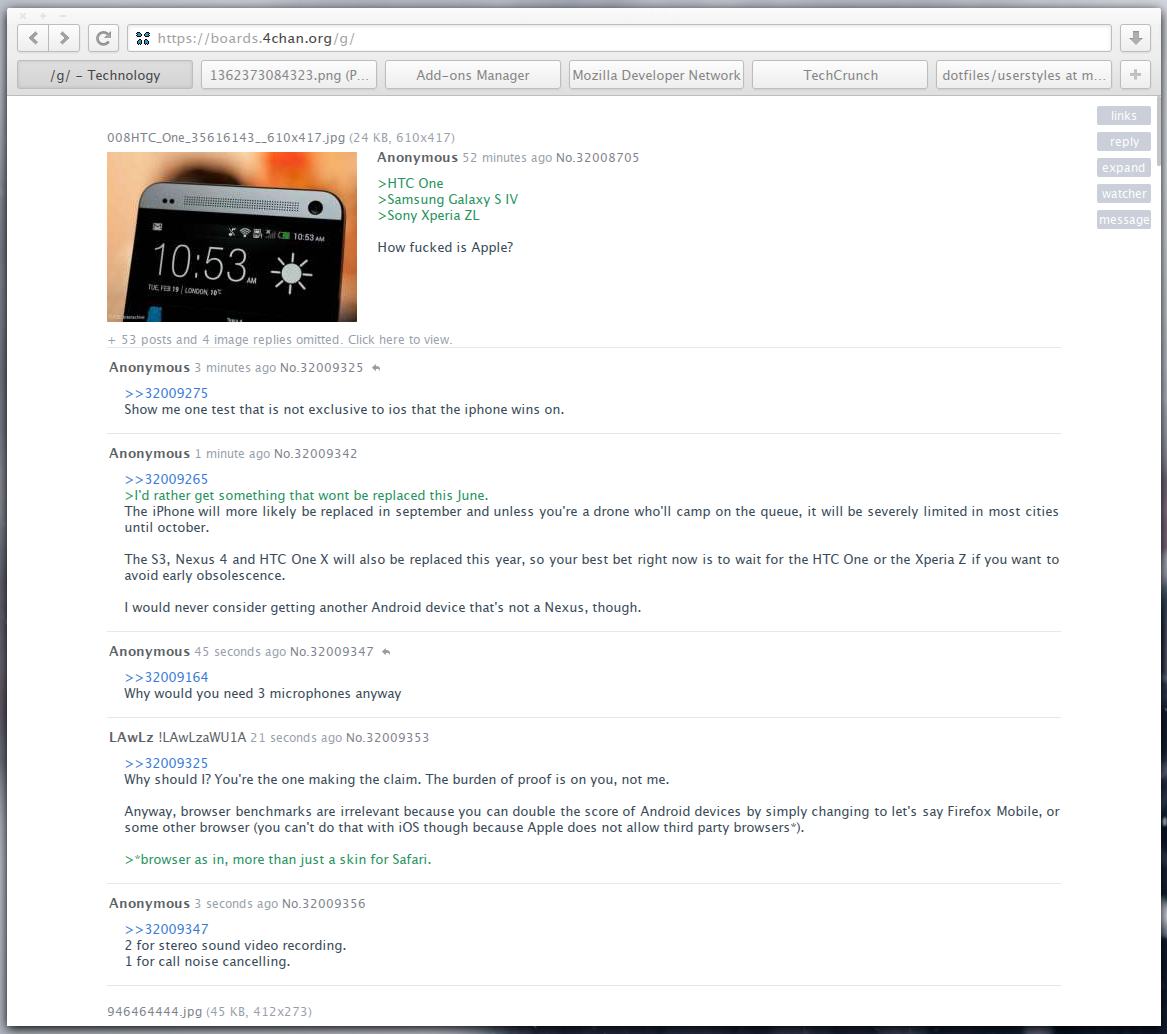 https://boards.4chan.org/g/
/g/ – Technology
1362373084323.png (P...
Add-ons Manager
Mozilla Developer Network
TechCrunch
dotfiles/userstyles at m...
links
reply
expand
watcher
message
008HTC_One_35616143__610x417.jpg (24 KB, 610x417)
10:53 AM
10:53 AM
TUE, FEB 19 | LONDON, 10°C
Anonymous 52 minutes ago No.32008705
>HTC One
>Samsung Galaxy S IV
>Sony Xperia ZL
How fucked is Apple?
+ 53 posts and 4 image replies omitted. Click here to view.
Anonymous 3 minutes ago No.32009325
>>32009275
Show me one test that is not exclusive to ios that the iphone wins on.
Anonymous 1 minute ago No.32009342
>>32009265
>I'd rather get something that wont be replaced this June.
The iPhone will more likely be replaced in september and unless you're a drone who'll camp on the queue, it will be severely limited in most cities
until october.
The S3, Nexus 4 and HTC One X will also be replaced this year, so your best bet right now is to wait for the HTC One or the Xperia Z if you want to
avoid early obsolescence.
I would never consider getting another Android device that's not a Nexus, though.
Anonymous 45 seconds ago No.32009347
>>32009164
Why would you need 3 microphones anyway
LAwLz !LAwLzaWU1A 21 seconds ago No.32009353
>>32009325
Why should I? You're the one making the claim. The burden of proof is on you, not me.
Anyway, browser benchmarks are irrelevant because you can double the score of Android devices by simply changing to let's say Firefox Mobile, or
some other browser (you can't do that with iOS though because Apple does not allow third party browsers*).
>*browser as in, more than just a skin for Safari.
Anonymous 3 seconds ago No.32009356
>>32009347
2 for stereo sound video recording.
1 for call noise cancelling.
946464444.jpg (45 KB, 412x273)